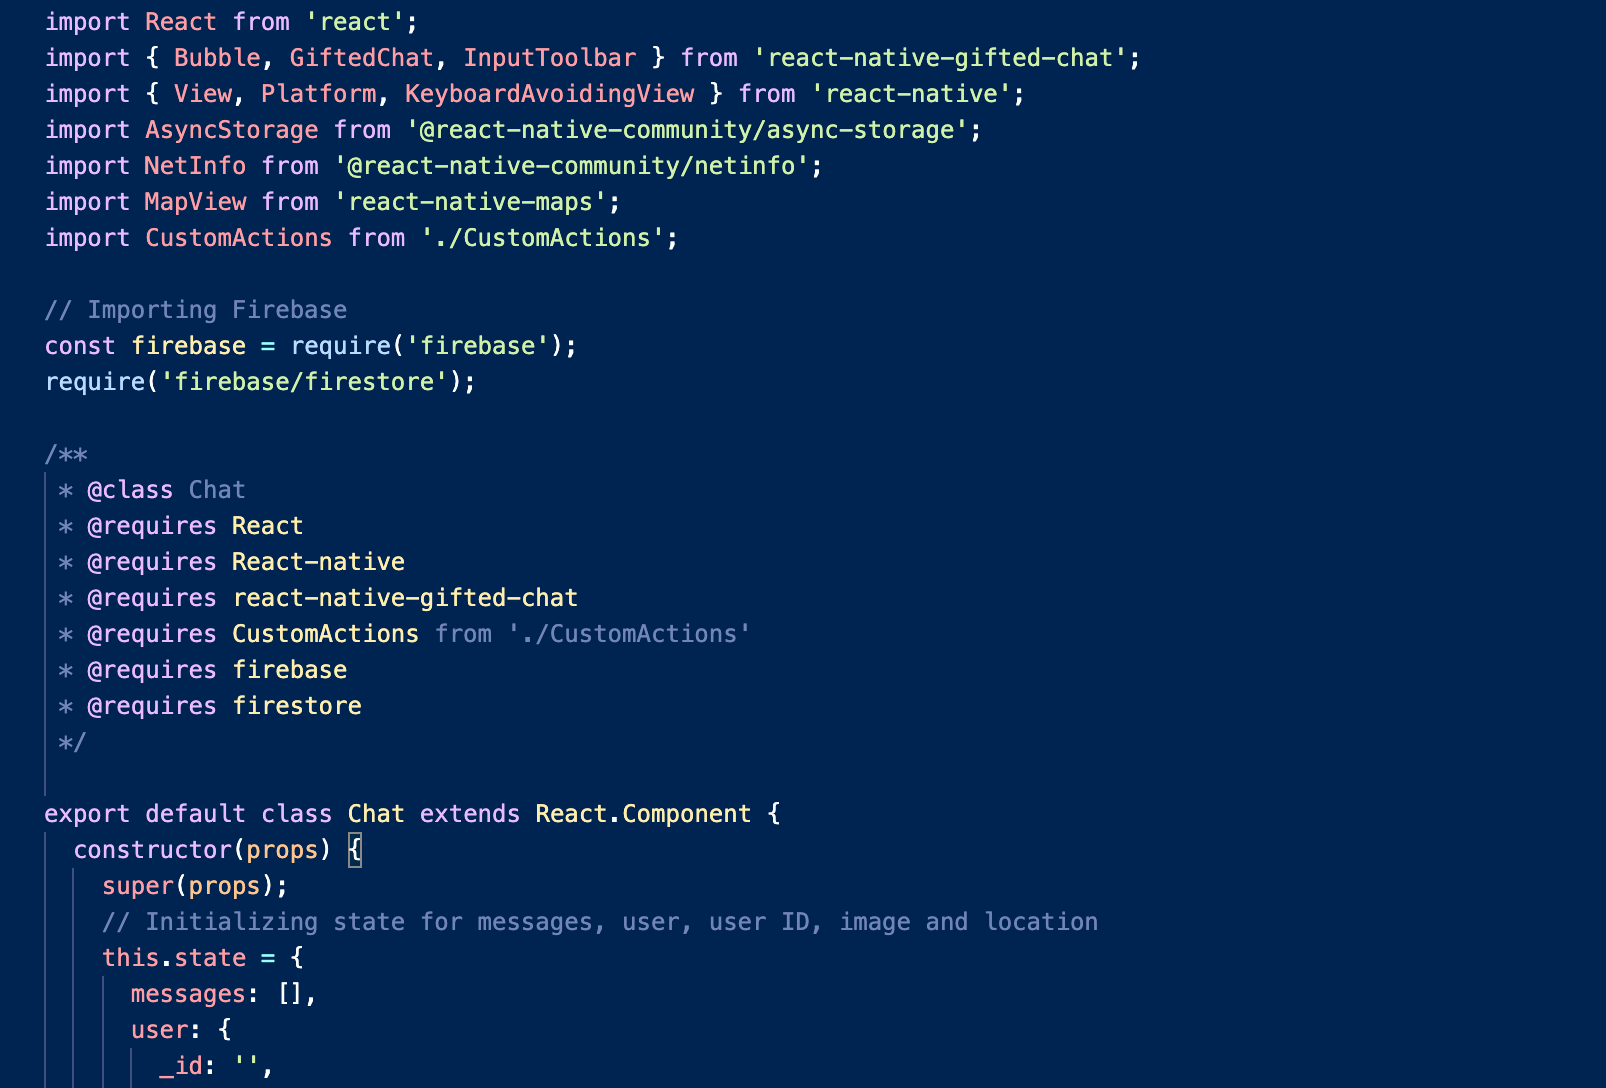 import React from 'react';
import { Bubble, GiftedChat, InputToolbar } from 'react-native-gifted-chat';
import { View, Platform, KeyboardAvoidingView } from 'react-native';
import AsyncStorage from '@react-native-community/async-storage';
import NetInfo from '@react-native-community/netinfo';
import MapView from 'react-native-maps';
import CustomActions from './CustomActions';

// Importing Firebase
const firebase = require('firebase');
require('firebase/firestore');

/**
 * @class Chat
 * @requires React
 * @requires React-native
 * @requires react-native-gifted-chat
 * @requires CustomActions from './CustomActions'
 * @requires firebase
 * @requires firestore
 */

export default class Chat extends React.Component {
  constructor(props) {
    super(props);
    // Initializing state for messages, user, user ID, image and location
    this.state = {
      messages: [],
      user: {
        _id: '',